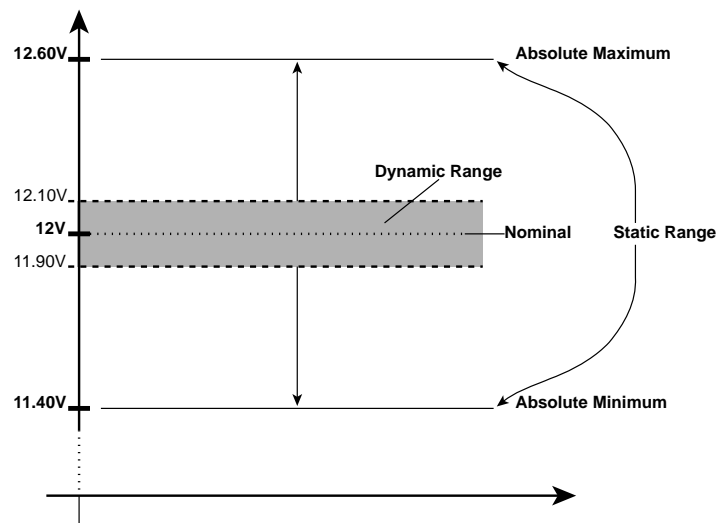 12.60V
Absolute Maximum
Dynamic Range
12.10V
12V
Nominal
Static Range
11.90V
11.40V
Absolute Minimum